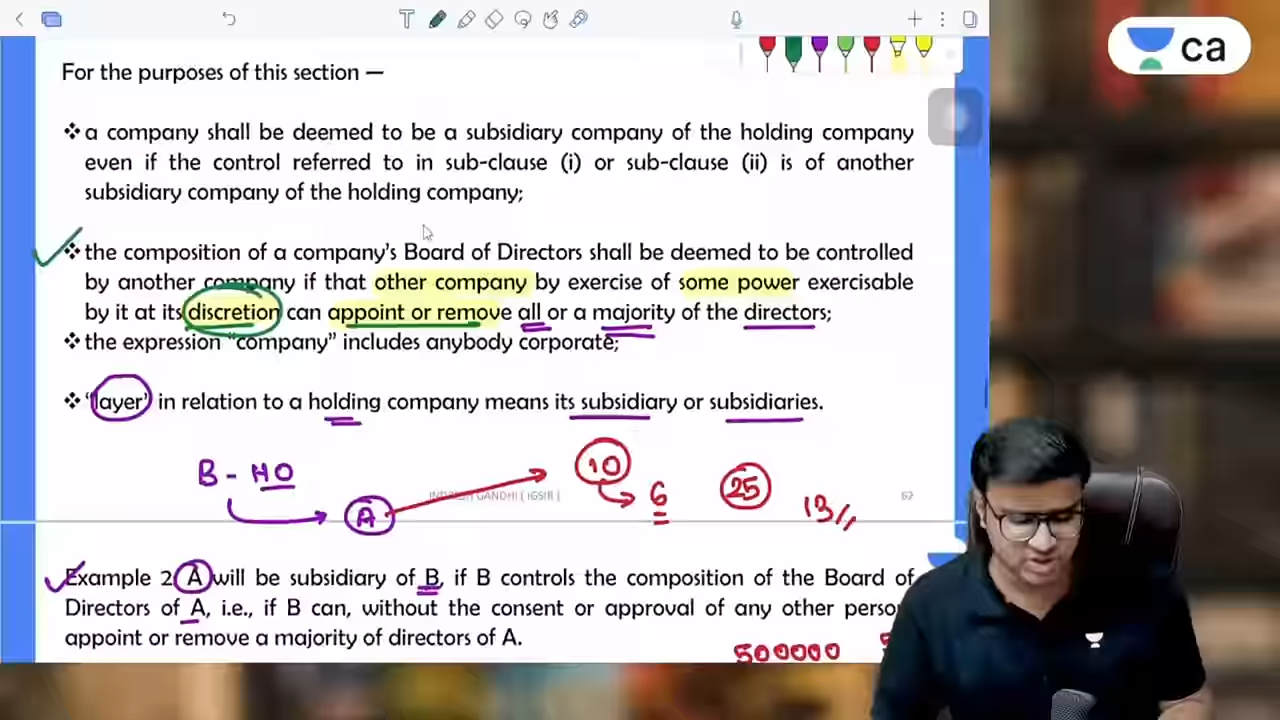 ca
For the purposes of this section —
❖ a company shall be deemed to be a subsidiary company of the holding company
even if the control referred to in sub-clause (i) or sub-clause (ii) is of another
subsidiary company of the holding company;
❖ the composition of a company's Board of Directors shall be deemed to be controlled
by another company if that other company by exercise of some power exercisable
by it at its discretion can appoint or remove all or a majority of the directors;
❖ the expression "company" includes anybody corporate;
❖ 'layer' in relation to a holding company means its subsidiary or subsidiaries.
B - HO
10
A
6
25
13//
GANDHI ( IGSIR )
62
Example 2 A will be subsidiary of B, if B controls the composition of the Board of
Directors of A, i.e., if B can, without the consent or approval of any other person
appoint or remove a majority of directors of A.
500000